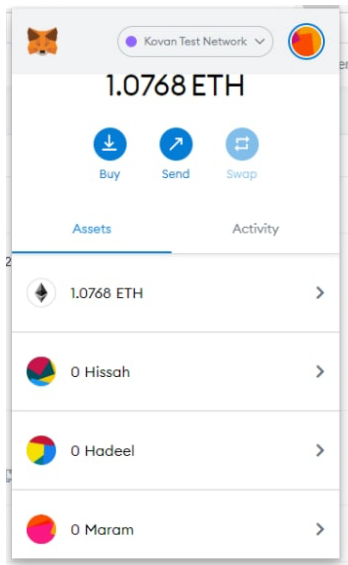 Kovan Test Network
1.0768 ETH
Buy Send Swap
Assets Activity
1.0768 ETH
0 Hissah
0 Hadeel
0 Maram